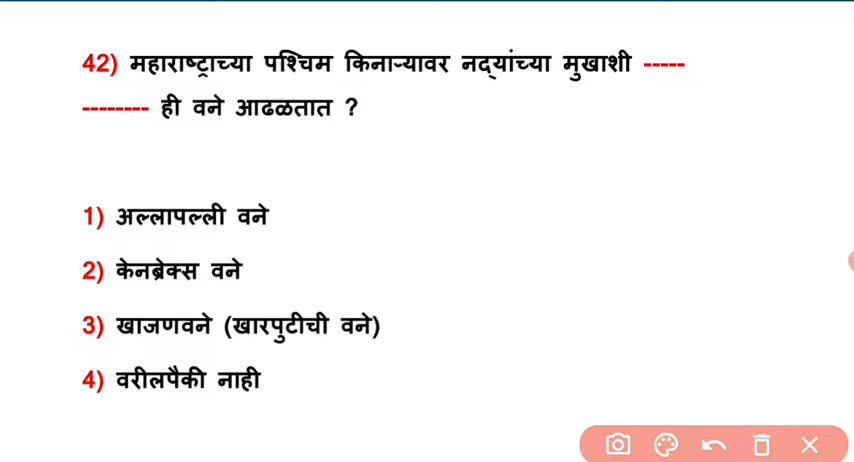 42) महाराष्ट्राच्या पश्चिम किनाऱ्यावर नद्यांच्या मुखाशी -----
-------- ही वने आढळतात ?
1) अल्लापल्ली वने
2) केनब्रेक्स वने
3) खाजणवने (खारपुटीची वने)
4) वरीलपैकी नाही